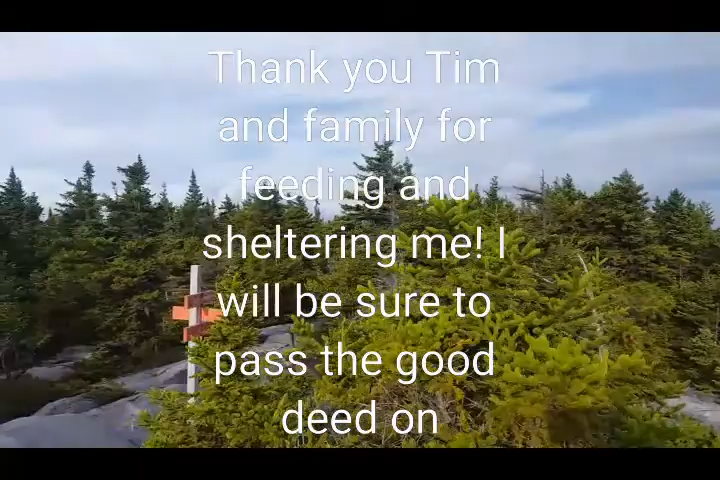 Thank you Tim
and family for
feeding and
sheltering me! I
will be sure to
pass the good
deed on